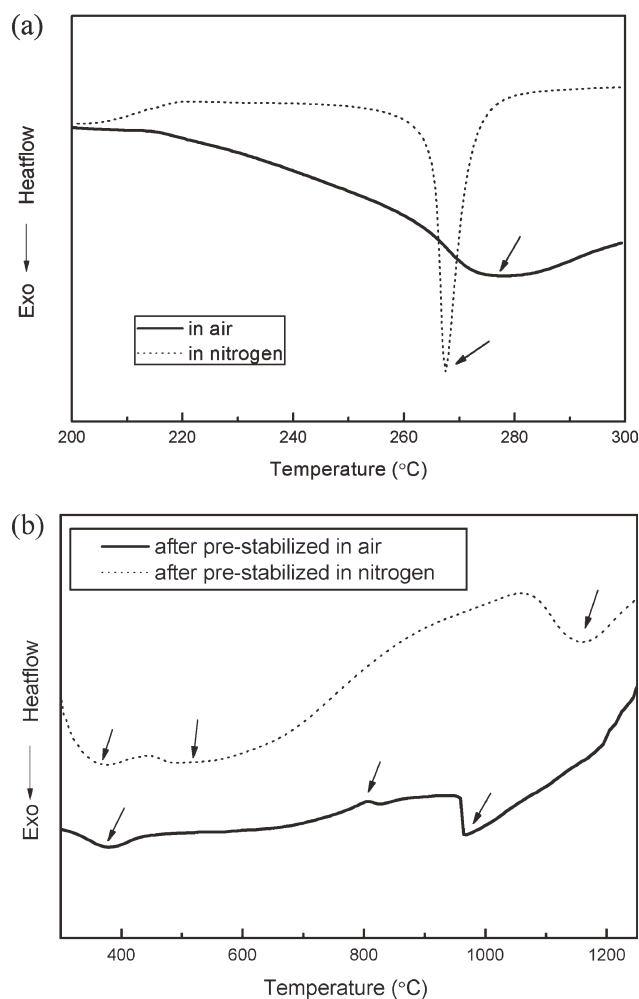 (a)
Exo Heatflow
in air
in nitrogen
200 220 240 260 280 300
Temperature (°C)
(b)
after pre-stabilized in air
after pre-stabilized in nitrogen
Exo Heatflow
400 600 800 1000 1200
Temperature (°C)